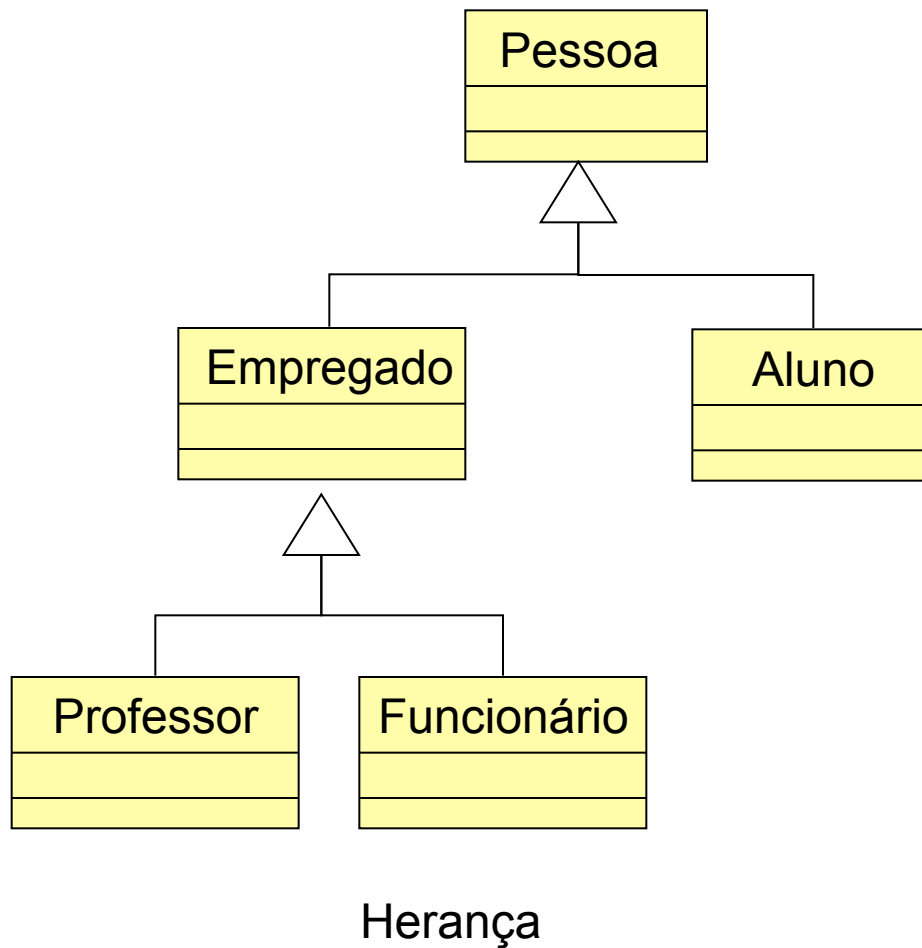 Pessoa
Empregado
Aluno
Professor
Funcionário
Herança